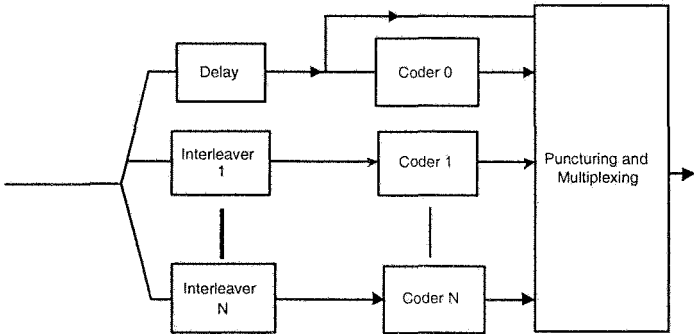 Delay
Coder 0
Interleaver
1
Coder 1
Puncturing and
Multiplexing
Interleaver
N
Coder N